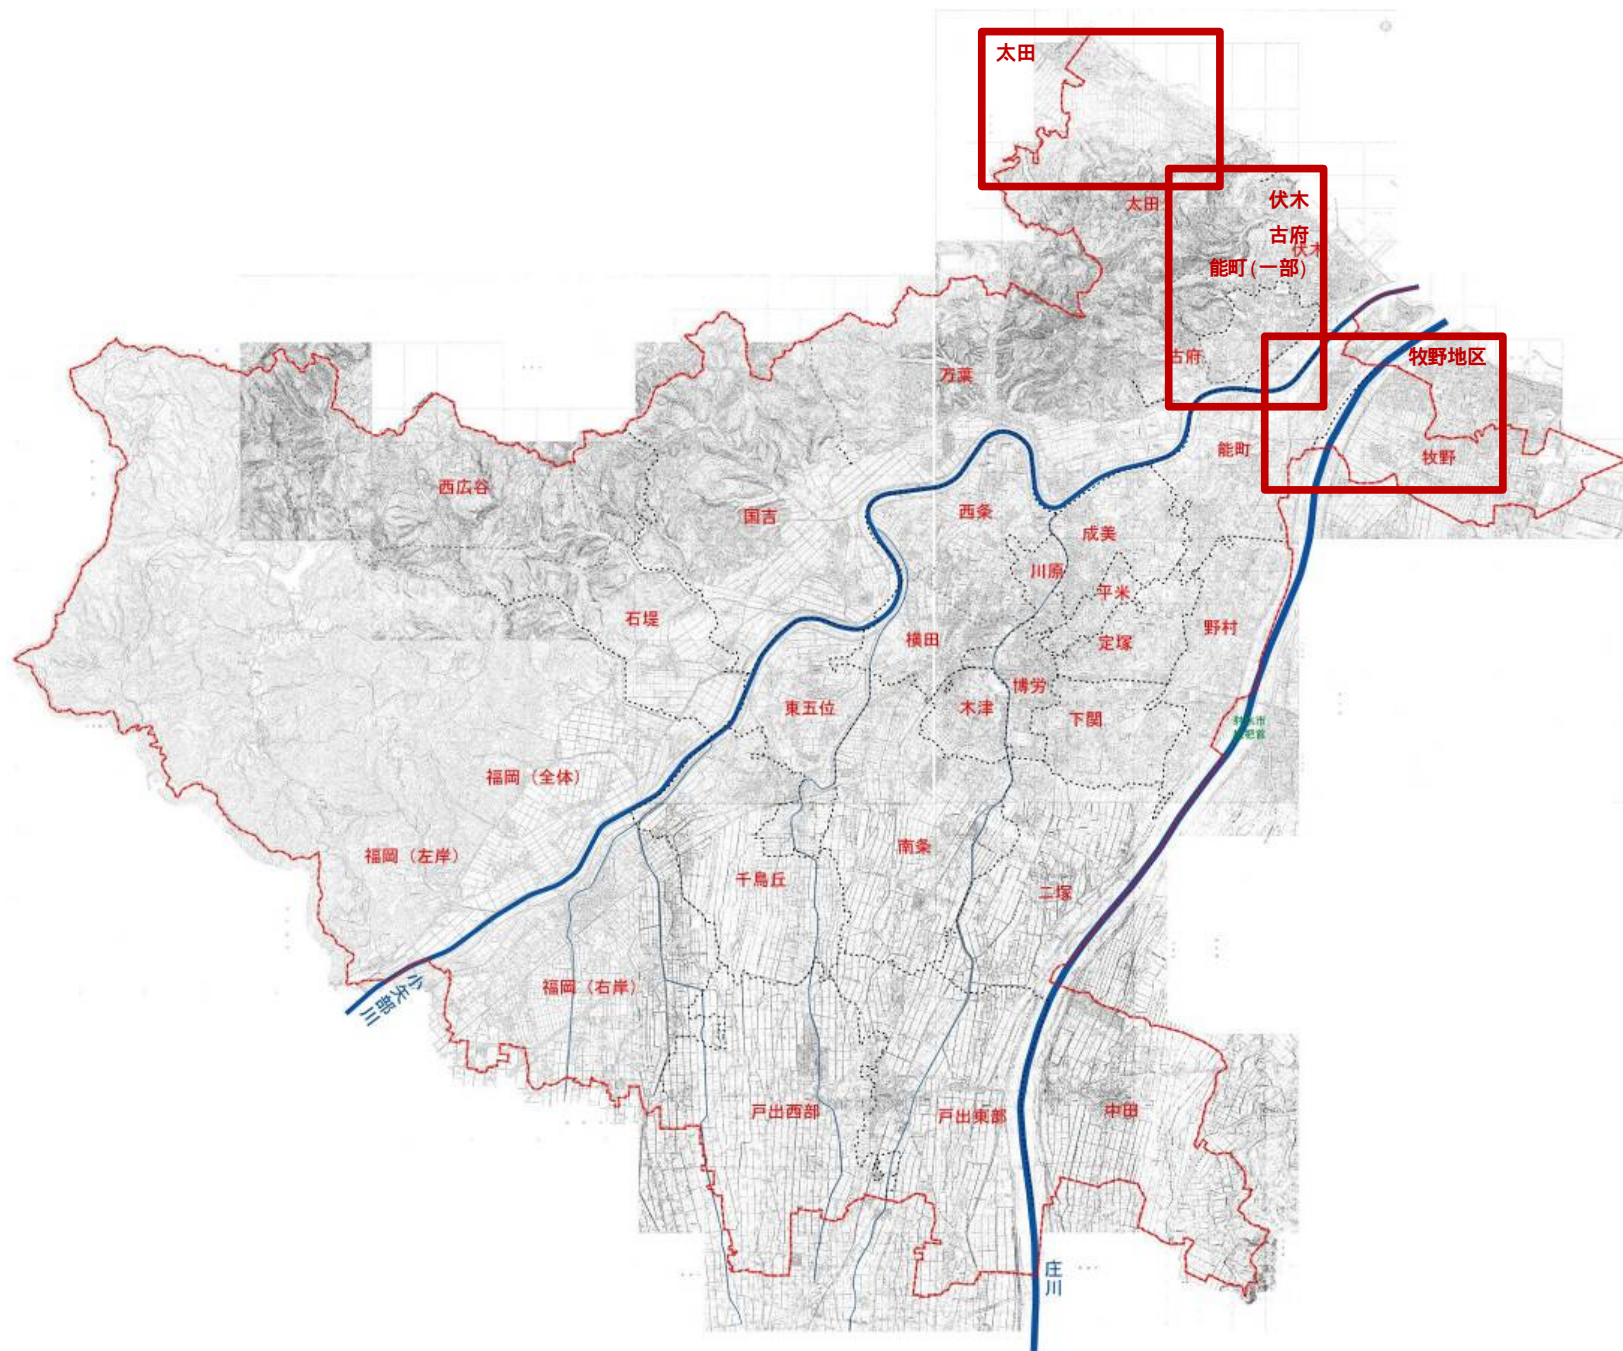 太田
太田
伏木
古府
伏木
能町(一部)
古府
牧野地区
万葉
能町
牧野
西広谷
国吉
西条
成美
川原
平米
石堤
横田
定塚
野村
博労
東五位
木津
下関
福岡（全体）
南条
福岡（左岸）
千鳥丘
二塚
福岡（右岸）
小矢部川
戸出西部
戸出東部
中田
庄川